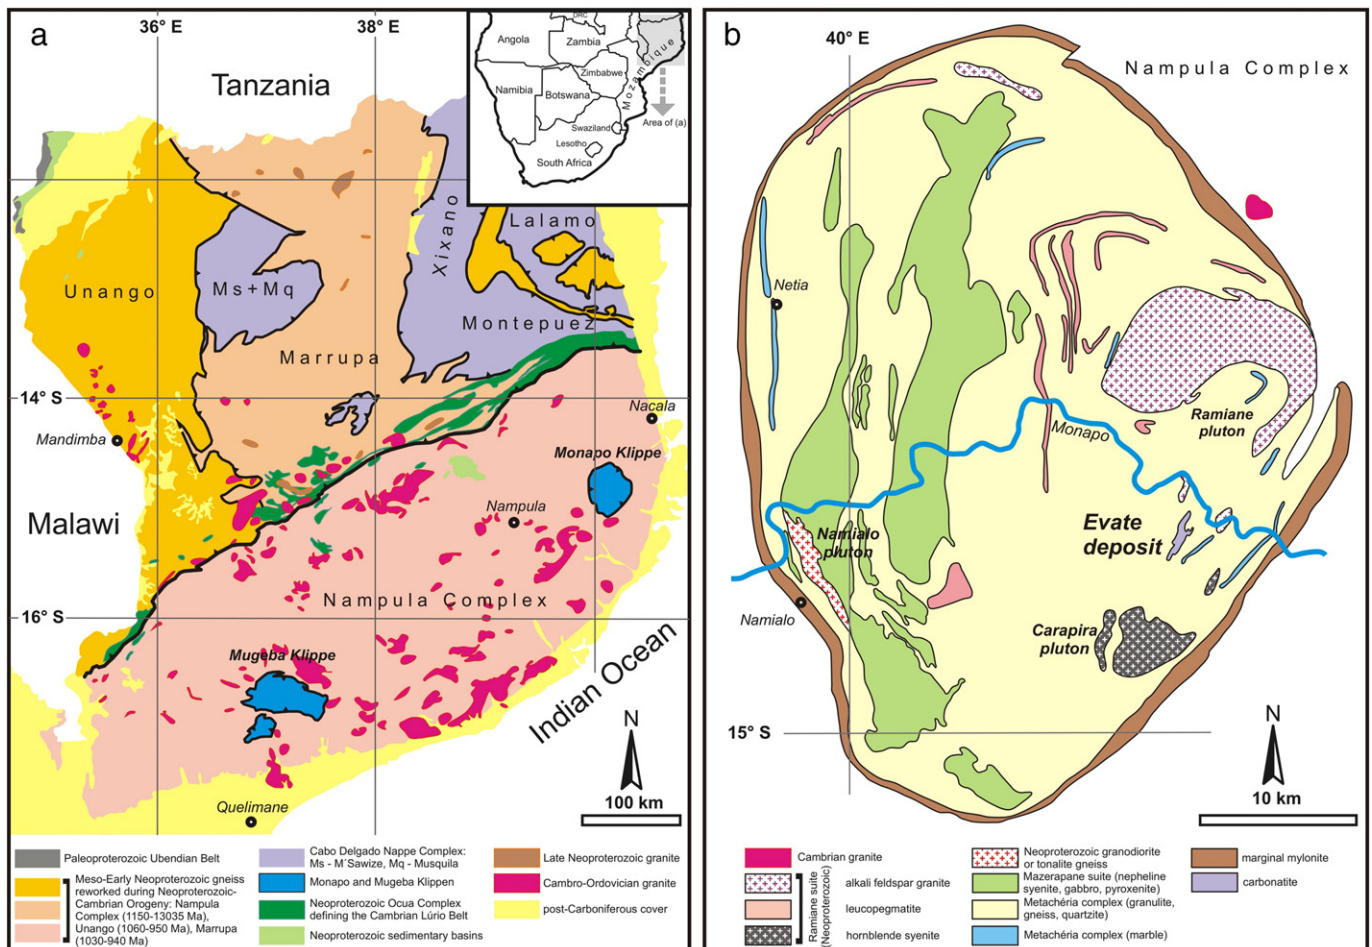 a
36° E
38° E
Tanzania
DRC
Angola
Zambia
Zimbabwe
Mozambique
Namibia
Botswana
Swaziland
Lesotho
South Africa
Area of (a)
Xixano
Lalamo
Unango
Ms + Mq
Montepuez
Marrupa
14° S
Nacala
Mandimba
Monapo Klippe
Malawi
Nampula
Nampula Complex
16° S
Mugeba Klippe
Indian Ocean
N
Quelimane
100 km
Paleoproterozoic Ubendian Belt
Meso-Early Neoproterozoic gneiss
reworked during Neoproterozoic-
Cambrian Orogeny: Nampula
Complex (1150-13035 Ma),
Unango (1060-950 Ma), Marrupa
(1030-940 Ma)
Cabo Delgado Nappe Complex:
Ms - M´Sawize, Mq - Musquila
Monapo and Mugeba Klippen
Neoproterozoic Ocua Complex
defining the Cambrian Lúrio Belt
Neoproterozoic sedimentary basins
Late Neoproterozoic granite
Cambro-Ordovician granite
post-Carboniferous cover
b
40° E
Nampula Complex
Netia
Ramiane
pluton
Monapo
Evate
deposit
Namialo
pluton
Namialo
Carapira
pluton
15° S
N
10 km
Cambrian granite
Ramiane suite
(Neoproterozoic)
alkali feldspar granite
leucopegmatite
hornblende syenite
Neoproterozoic granodiorite
or tonalite gneiss
Mazerapane suite (nepheline
syenite, gabbro, pyroxenite)
Metachéria complex (granulite,
gneiss, quartzite)
Metachéria complex (marble)
marginal mylonite
carbonatite